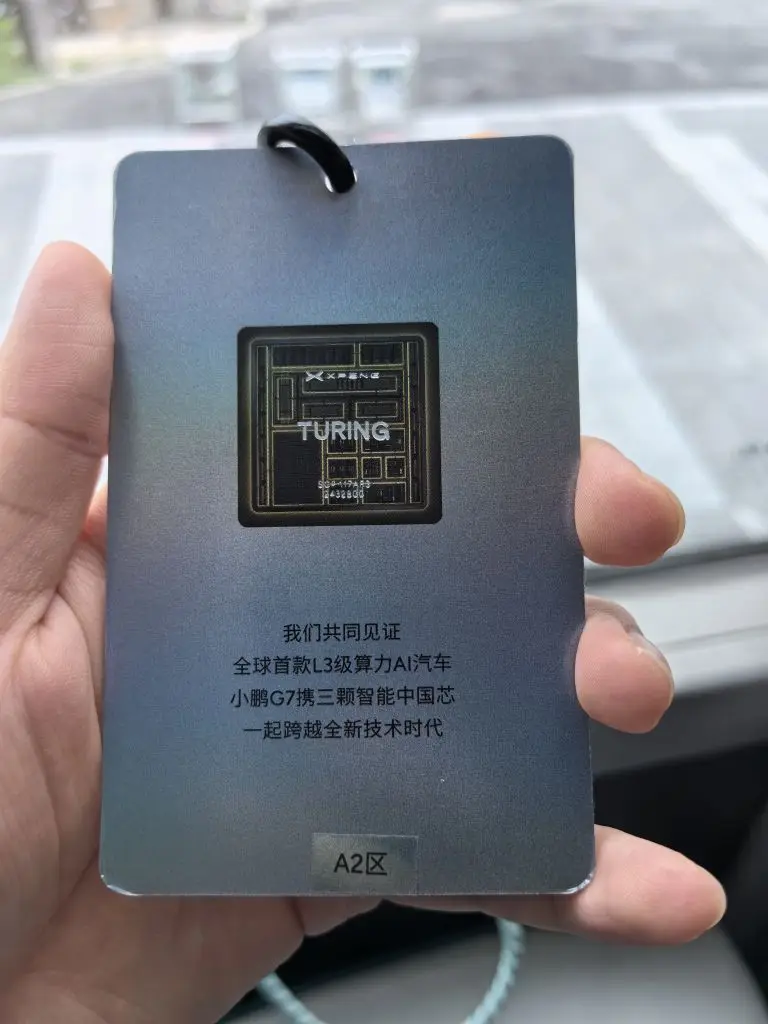 XPENG
TURING
我们共同见证
全球首款L3级算力AI汽车
小鹏G7携三颗智能中国芯
一起跨越全新技术时代
A2区